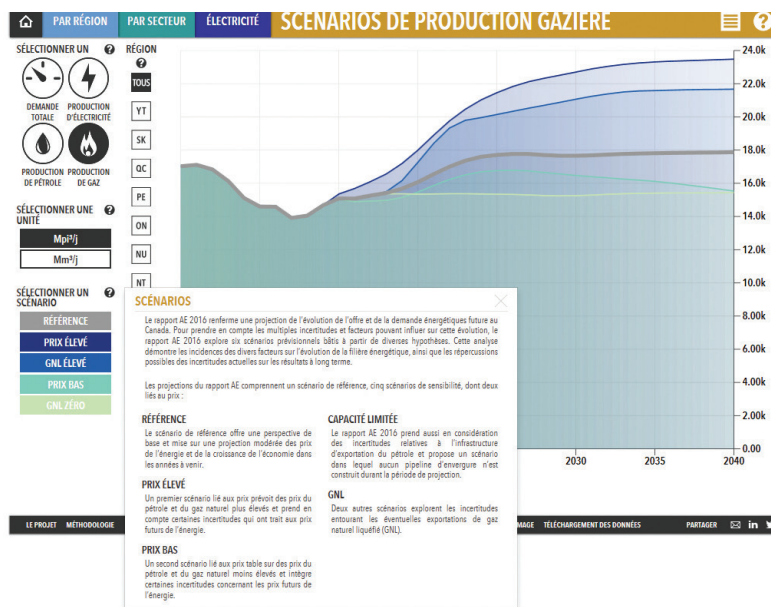 PAR RÉGION
PAR SECTEUR
ÉLECTRICITÉ
SCÉNARIOS DE PRODUCTION GAZIÈRE
?
SÉLECTIONNER UN ?
DEMANDE TOTALE
PRODUCTION D'ÉLECTRICITÉ
PRODUCTION DE PÉTROLE
PRODUCTION DE GAZ
SÉLECTIONNER UNE ?
UNITÉ
Mpi³/j
Mm³/j
SÉLECTIONNER UN ?
SCÉNARIO
RÉFÉRENCE
PRIX ÉLEVÉ
GNL ÉLEVÉ
PRIX BAS
GNL ZÉRO
RÉGION
?
TOUS
YT
SK
QC
PE
ON
NU
NT
24.0k
22.0k
20.0k
18.0k
16.0k
14.0k
12.0k
10.0k
8.00k
6.00k
4.00k
2.00k
0.00
2030
2035
2040
SCÉNARIOS
Le rapport AE 2016 renferme une projection de l'évolution de l'offre et de la demande énergétiques future au
Canada. Pour prendre en compte les multiples incertitudes et facteurs pouvant influer sur cette évolution, le
rapport AE 2016 explore six scénarios prévisionnels bâtis à partir de diverses hypothèses. Cette analyse
démontre les incidences des divers facteurs sur l'évolution de la filière énergétique, ainsi que les répercussions
possibles des incertitudes actuelles sur les résultats à long terme.
Les projections du rapport AE comprennent un scénario de référence, cinq scénarios de sensibilité, dont deux
liés au prix :
RÉFÉRENCE
Le scénario de référence offre une perspective de
base et mise sur une projection modérée des prix
de l'énergie et de la croissance de l'économie dans
les années à venir.
PRIX ÉLEVÉ
Un premier scénario lié aux prix prévoit des prix du
pétrole et du gaz naturel plus élevés et prend en
compte certaines incertitudes qui ont trait aux prix
futurs de l'énergie.
PRIX BAS
Un second scénario lié aux prix table sur des prix du
pétrole et du gaz naturel moins élevés et intègre
certaines incertitudes concernant les prix futurs de
l'énergie.
CAPACITÉ LIMITÉE
Le rapport AE 2016 prend aussi en considération
des incertitudes relatives à l'infrastructure
d'exportation du pétrole et propose un scénario
dans lequel aucun pipeline d'envergure n'est
construit durant la période de projection.
GNL
Deux autres scénarios explorent les incertitudes
entourant les éventuelles exportations de gaz
naturel liquéfié (GNL).
LE PROJET
MÉTHODOLOGIE
MAGE
TÉLÉCHARGEMENT DES DONNÉES
PARTAGER
in